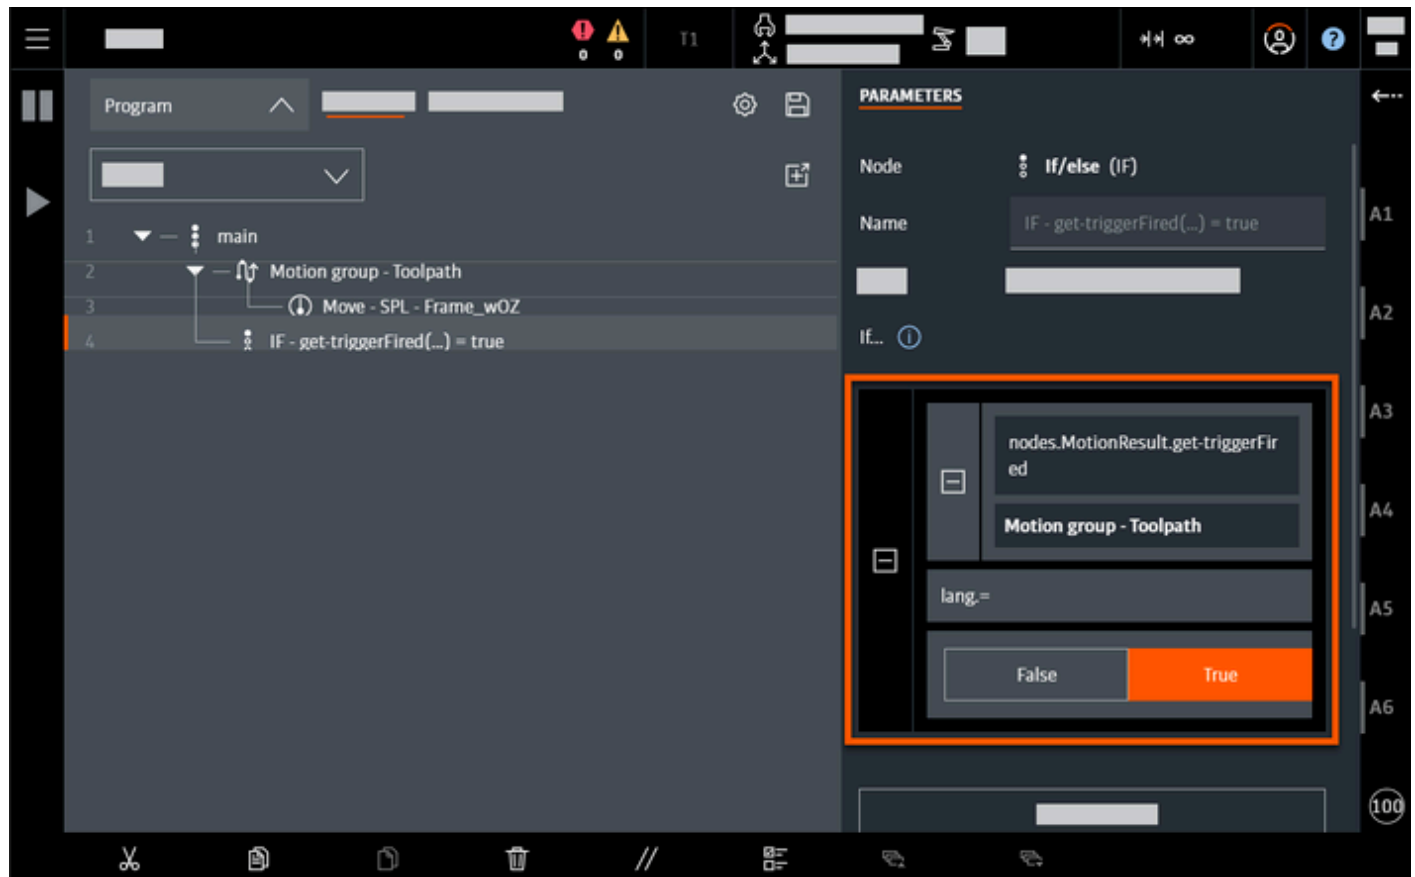 0 0
T1
?
Program
1 main
2 Motion group - Toolpath
3 Move - SPL - Frame_wOZ
4 IF - get-triggerFired(...) = true
PARAMETERS
Node If/else (IF)
Name IF - get-triggerFired(...) = true
If... i
nodes.MotionResult.get-triggerFir
ed
Motion group - Toolpath
lang.=
False True
A1
A2
A3
A4
A5
A6
100